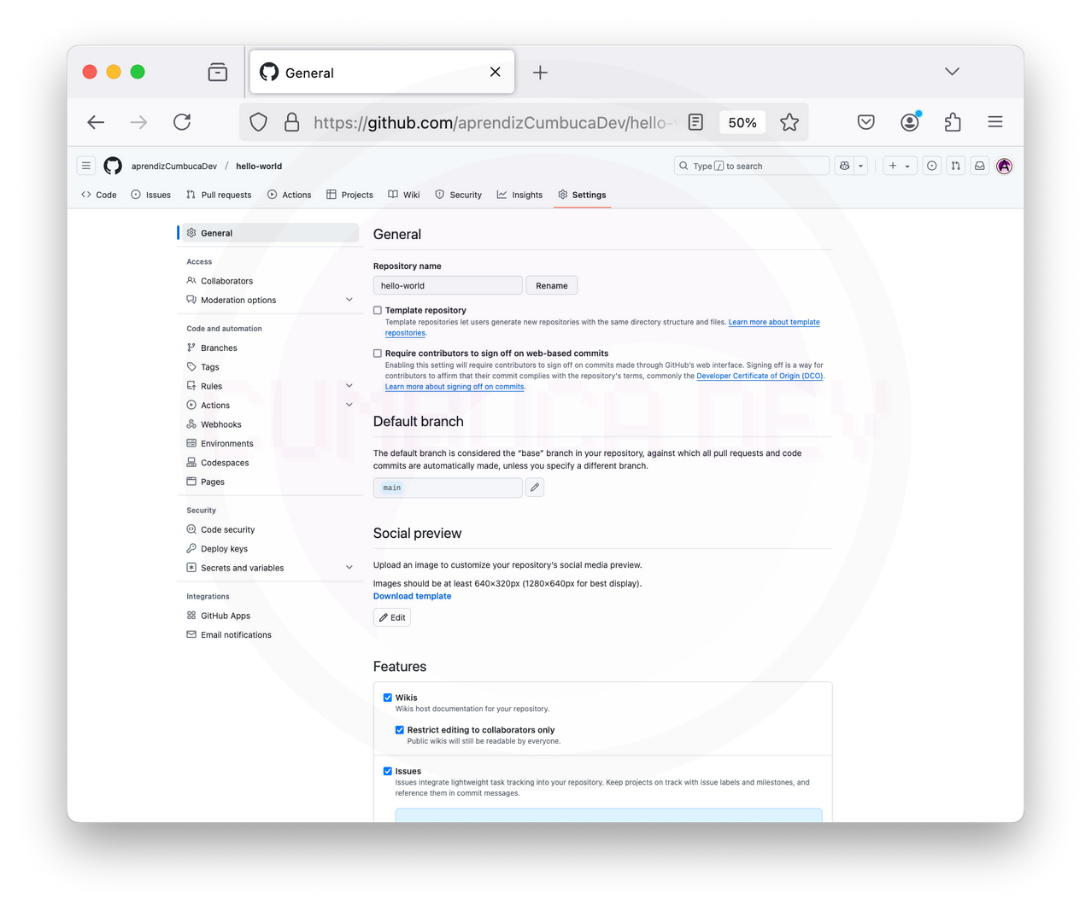 General
https://github.com/aprendizCumbucaDev/hello-
50%
aprendizCumbucaDev / hello-world
Type / to search
Code Issues Pull requests Actions Projects Wiki Security Insights Settings
General
Access
Collaborators
Moderation options
Code and automation
Branches
Tags
Rules
Actions
Webhooks
Environments
Codespaces
Pages
Security
Code security
Deploy keys
Secrets and variables
Integrations
GitHub Apps
Email notifications
General
Repository name
hello-world Rename
Template repository
Template repositories let users generate new repositories with the same directory structure and files. Learn more about template
repositories.
Require contributors to sign off on web-based commits
Enabling this setting will require contributors to sign off on commits made through GitHub's web interface. Signing off is a way for
contributors to affirm that their commit complies with the repository's terms, commonly the Developer Certificate of Origin (DCO).
Learn more about signing off on commits.
Default branch
The default branch is considered the "base" branch in your repository, against which all pull requests and code
commits are automatically made, unless you specify a different branch.
main
Social preview
Upload an image to customize your repository's social media preview.
Images should be at least 640×320px (1280×640px for best display).
Download template
Edit
Features
Wikis
Wikis host documentation for your repository.
Restrict editing to collaborators only
Public wikis will still be readable by everyone.
Issues
Issues integrate lightweight task tracking into your repository. Keep projects on track with issue labels and milestones, and
reference them in commit messages.
CUMBUCA DEV